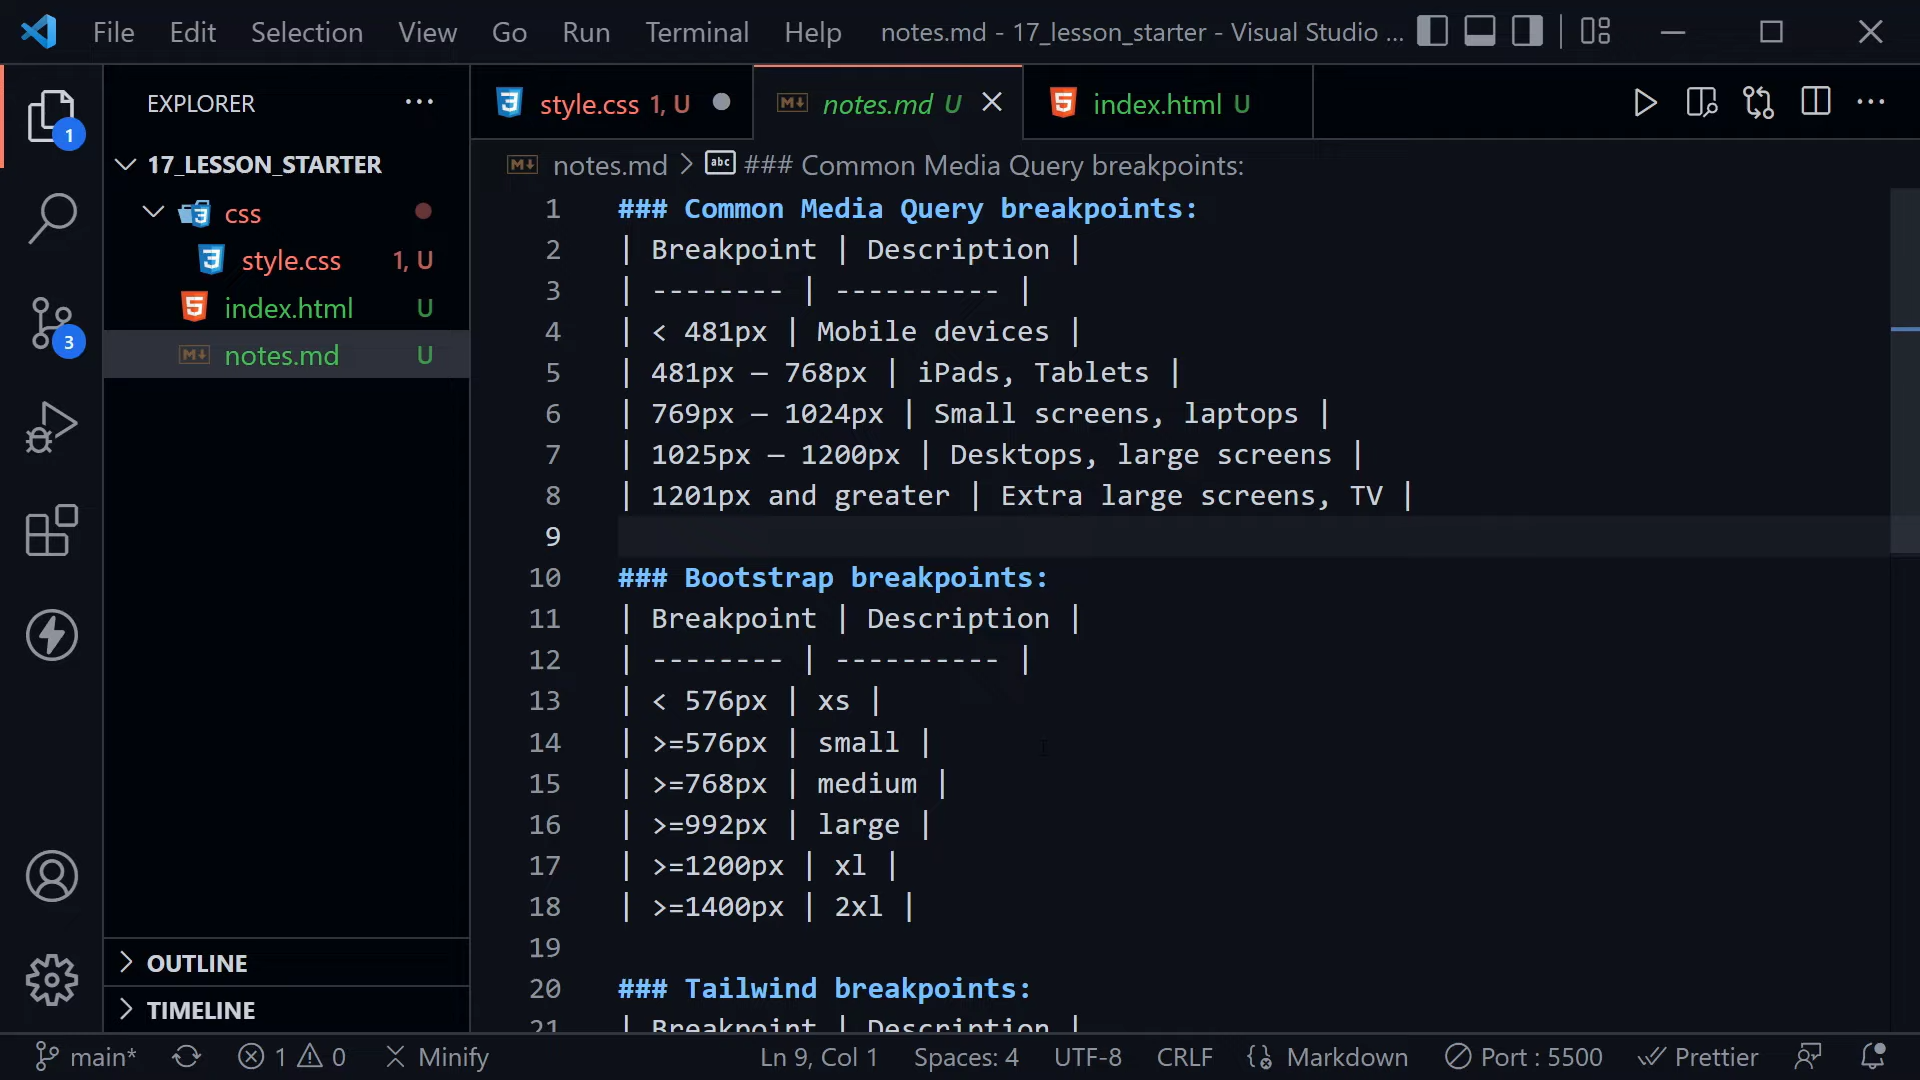 File Edit Selection View Go Run Terminal Help notes.md - 17_lesson_starter - Visual Studio ...
EXPLORER ...
style.css 1, U
notes.md U
index.html U
17_LESSON_STARTER
css
style.css 1, U
index.html U
notes.md U
1
3
OUTLINE
TIMELINE
notes.md > abc ### Common Media Query breakpoints:
1 ### Common Media Query breakpoints:
2 | Breakpoint | Description |
3 | -------- | ---------- |
4 | < 481px | Mobile devices |
5 | 481px — 768px | iPads, Tablets |
6 | 769px — 1024px | Small screens, laptops |
7 | 1025px — 1200px | Desktops, large screens |
8 | 1201px and greater | Extra large screens, TV |
9
10 ### Bootstrap breakpoints:
11 | Breakpoint | Description |
12 | -------- | ---------- |
13 | < 576px | xs |
14 | >=576px | small |
15 | >=768px | medium |
16 | >=992px | large |
17 | >=1200px | xl |
18 | >=1400px | 2xl |
19
20 ### Tailwind breakpoints:
21 | Breakpoint | Description |
main* 1 0 Minify Ln 9, Col 1 Spaces: 4 UTF-8 CRLF Markdown Port : 5500 Prettier